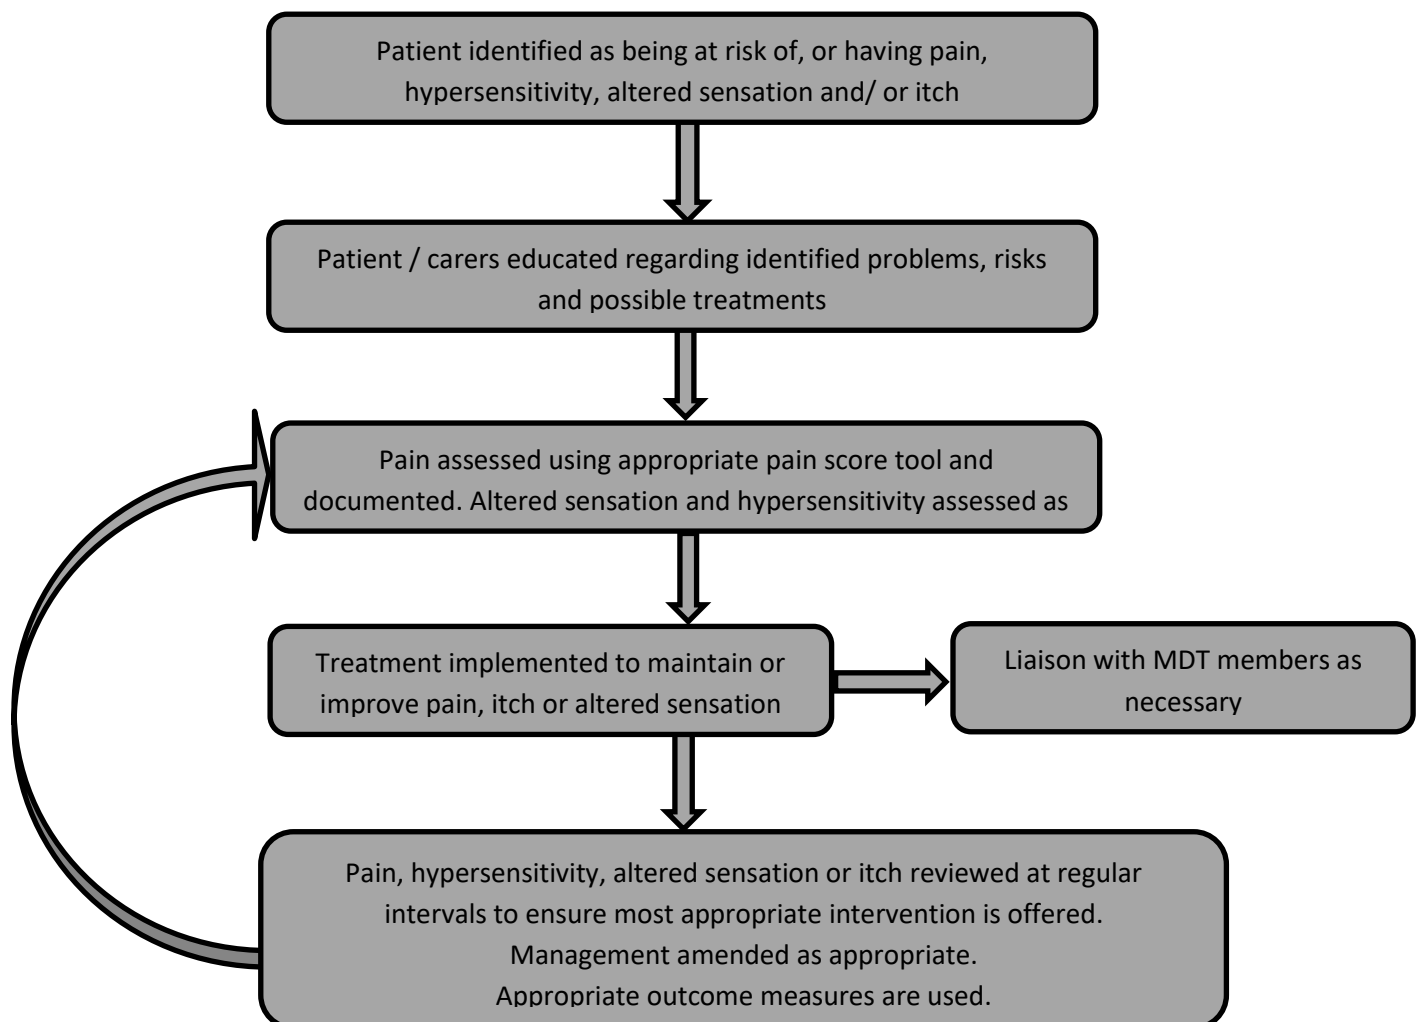 Patient identified as being at risk of, or having pain,
hypersensitivity, altered sensation and/ or itch
Patient / carers educated regarding identified problems, risks
and possible treatments
Pain assessed using appropriate pain score tool and
documented. Altered sensation and hypersensitivity assessed as
Treatment implemented to maintain or
improve pain, itch or altered sensation
Liaison with MDT members as
necessary
Pain, hypersensitivity, altered sensation or itch reviewed at regular
intervals to ensure most appropriate intervention is offered.
Management amended as appropriate.
Appropriate outcome measures are used.